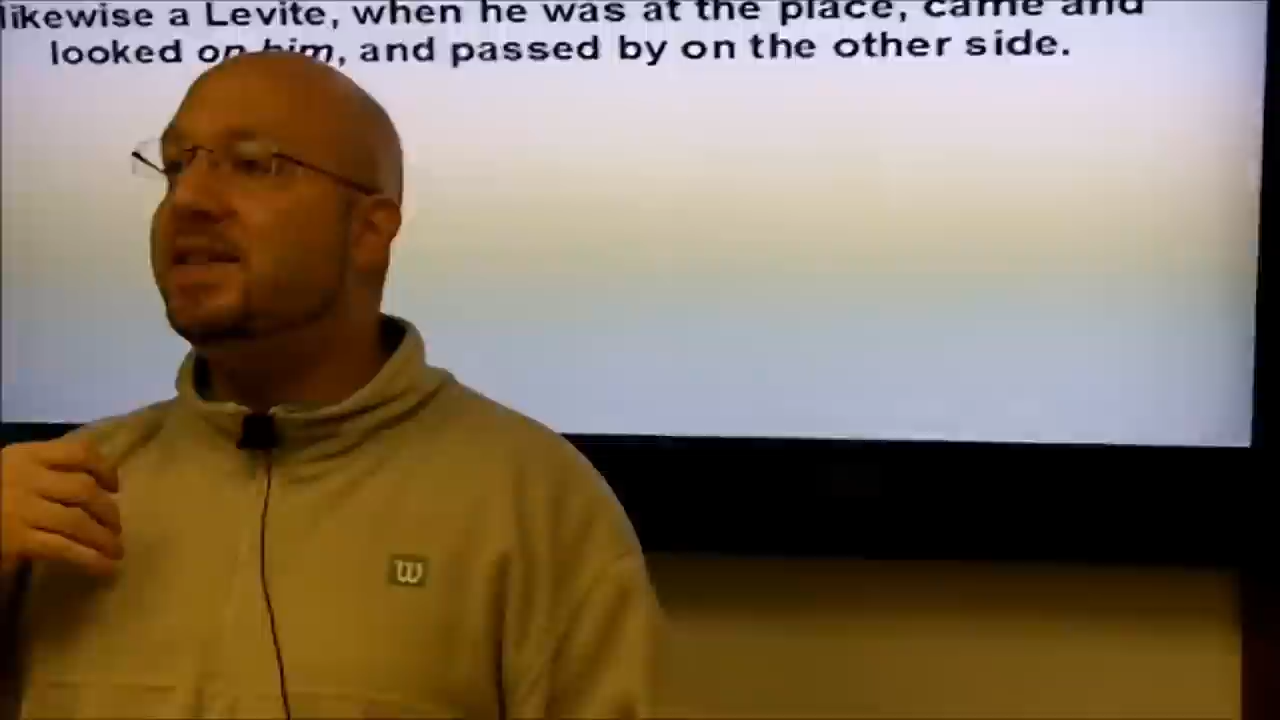 likewise a Levite, when he was at the place, came and
looked on him, and passed by on the other side.
W